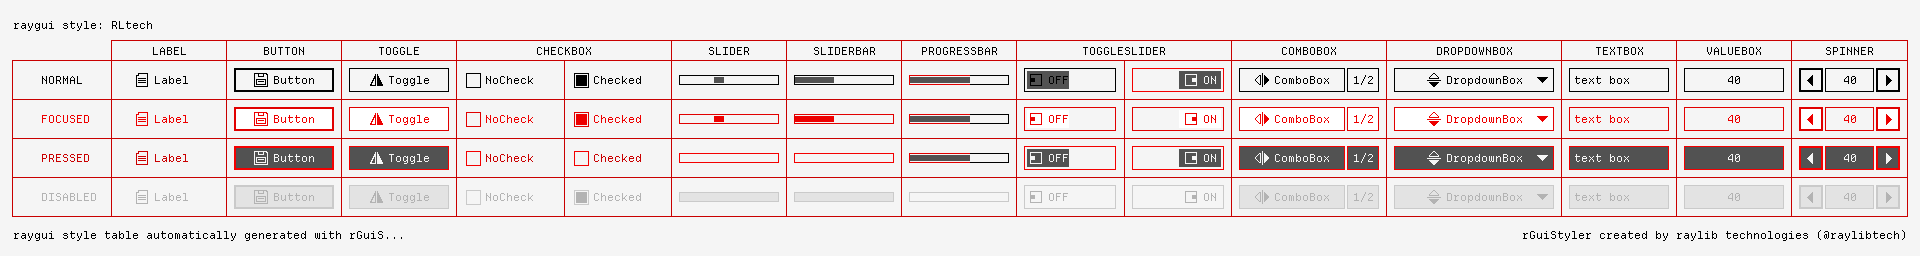 raygui style: RLtech
LABEL BUTTON TOGGLE CHECKBOX SLIDER SLIDERBAR PROGRESSBAR TOGGLESLIDER COMBOBOX DROPDOWNBOX TEXTBOX VALUEBOX SPINNER
NORMAL Label Button Toggle NoCheck Checked OFF ON ComboBox 1/2 DropdownBox text box 40 40
FOCUSED Label Button Toggle NoCheck Checked OFF ON ComboBox 1/2 DropdownBox text box 40 40
PRESSED Label Button Toggle NoCheck Checked OFF ON ComboBox 1/2 DropdownBox text box 40 40
DISABLED Label Button Toggle NoCheck Checked OFF ON ComboBox 1/2 DropdownBox text box 40 40
raygui style table automatically generated with rGuiS... rGuiStyler created by raylib technologies (@raylibtech)